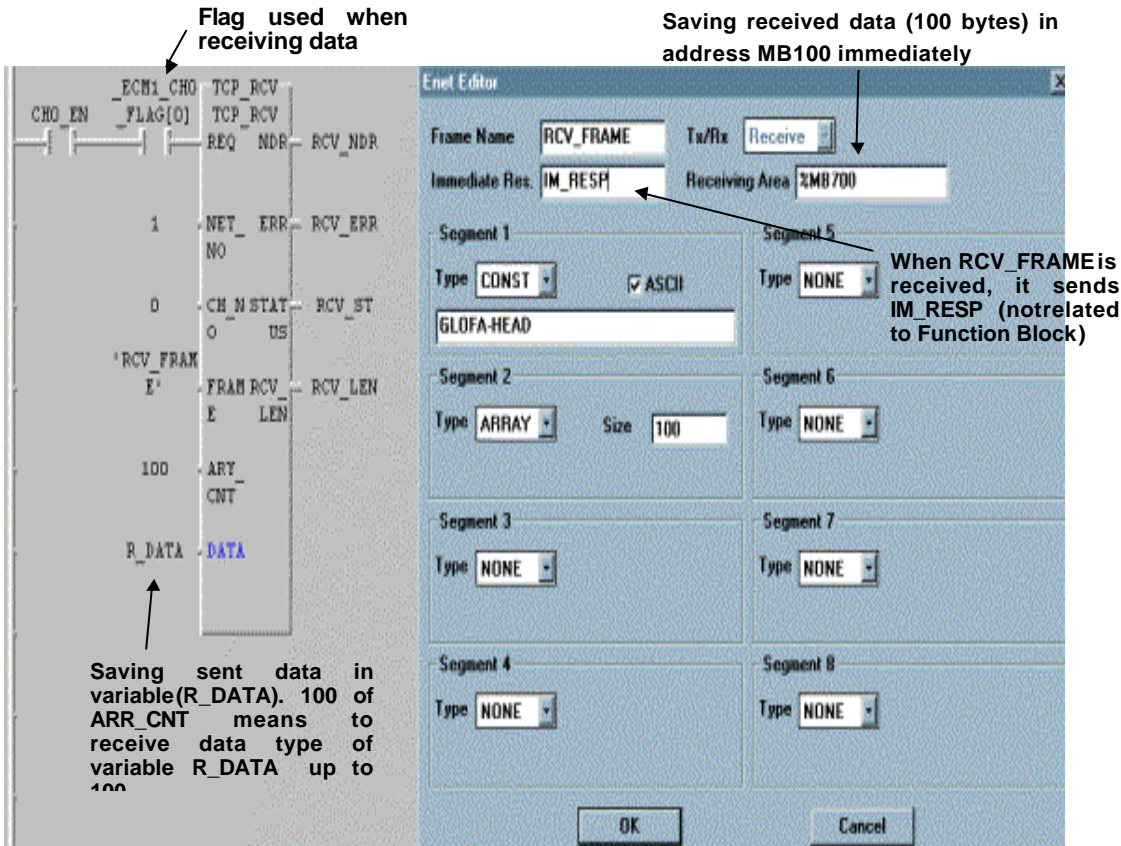 Flag used when
receiving data
Saving received data (100 bytes) in
address MB100 immediately
_ECM1_CH0
_FLAG[0]
CH0_EN
TCP_RCV
TCP_RCV
REQ NDR
RCV_NDR
1
NET_ ERR
NO
RCV_ERR
0
CH_N STAT
O US
RCV_ST
'RCV_FRAM
E'
FRAM RCV_
E LEN
RCV_LEN
100
ARY_
CNT
R_DATA
DATA
Saving sent data in
variable(R_DATA). 100 of
ARR_CNT means to
receive data type of
variable R_DATA up to
100
Enet Editor
X
Frame Name RCV_FRAME Tx/Rx Receive
Immediate Res. IM_RESP Receiving Area %MB700
Segment 1
Type CONST ASCII
GLOFA-HEAD
Segment 5
Type NONE
When RCV_FRAME is
received, it sends
IM_RESP (notrelated
to Function Block)
Segment 2
Type ARRAY Size 100
Segment 6
Type NONE
Segment 3
Type NONE
Segment 7
Type NONE
Segment 4
Type NONE
Segment 8
Type NONE
OK Cancel